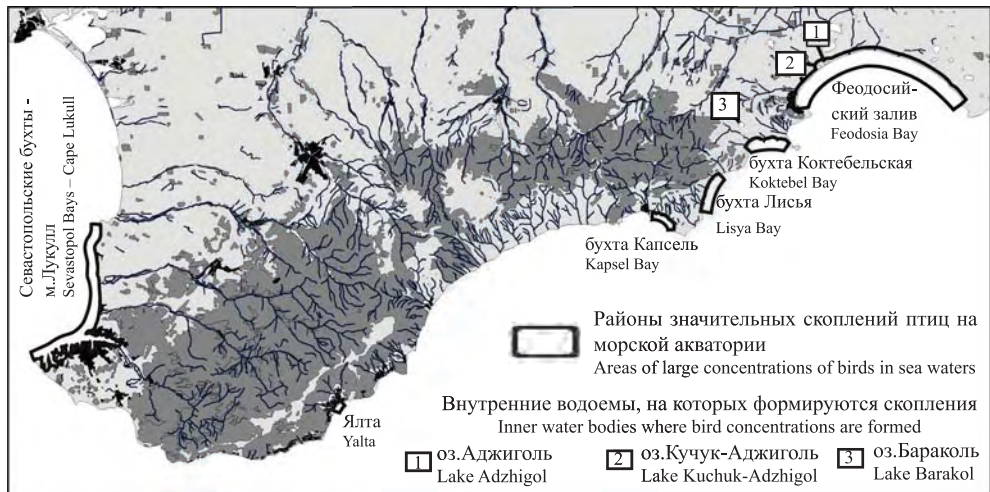 1
2
3
Феодосий-
ский залив
Feodosia Bay
бухта Коктебельская
Koktebel Bay
бухта Лисья
Lisya Bay
бухта Капсель
Kapsel Bay
Севастопольские бухты -
м.Лукулл
Sevastopol Bays – Cape Lukull
Ялта
Yalta
Районы значительных скоплений птиц на
морской акватории
Areas of large concentrations of birds in sea waters
Внутренние водоемы, на которых формируются скопления
Inner water bodies where bird concentrations are formed
1 оз.Аджиголь
Lake Adzhigol
2 оз.Кучук-Аджиголь
Lake Kuchuk-Adzhigol
3 оз.Бараколь
Lake Barakol